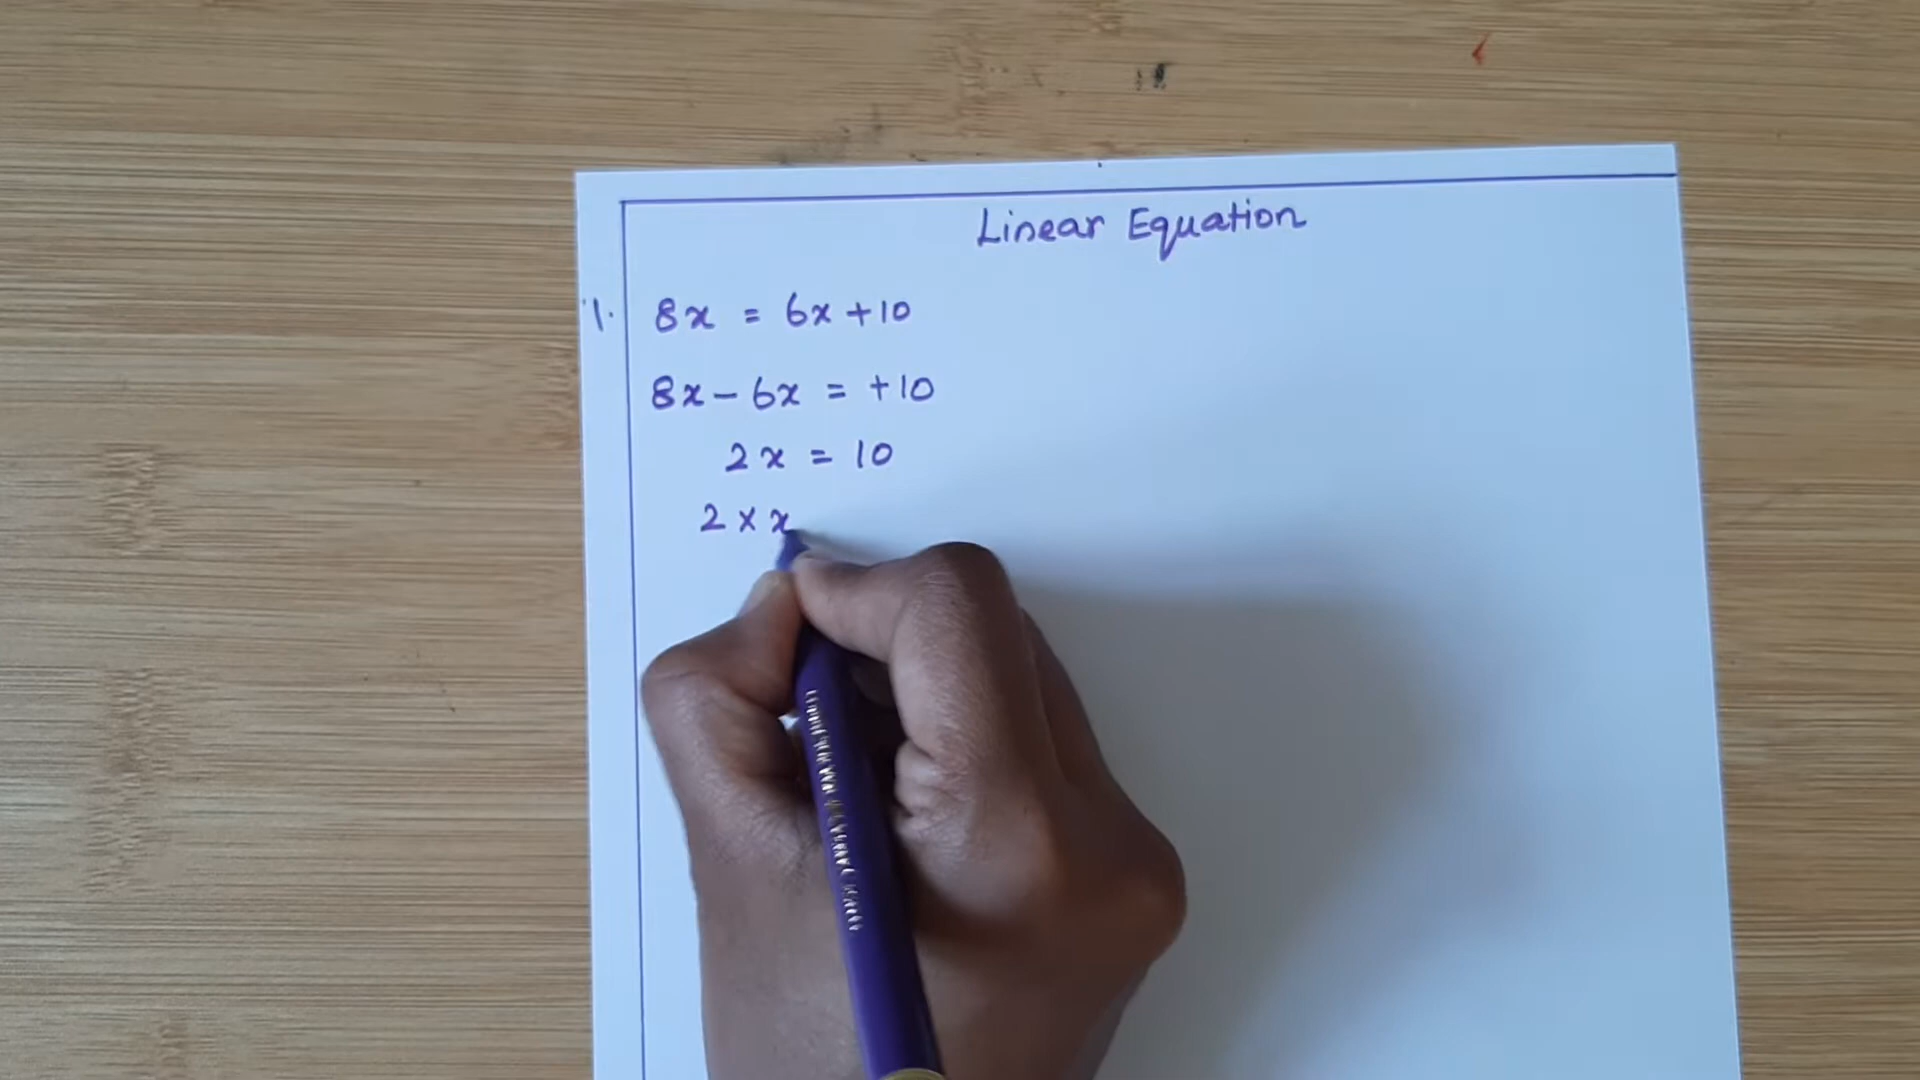 Linear Equation
1. 8x = 6x + 10
8x - 6x = +10
2x = 10
2 × x